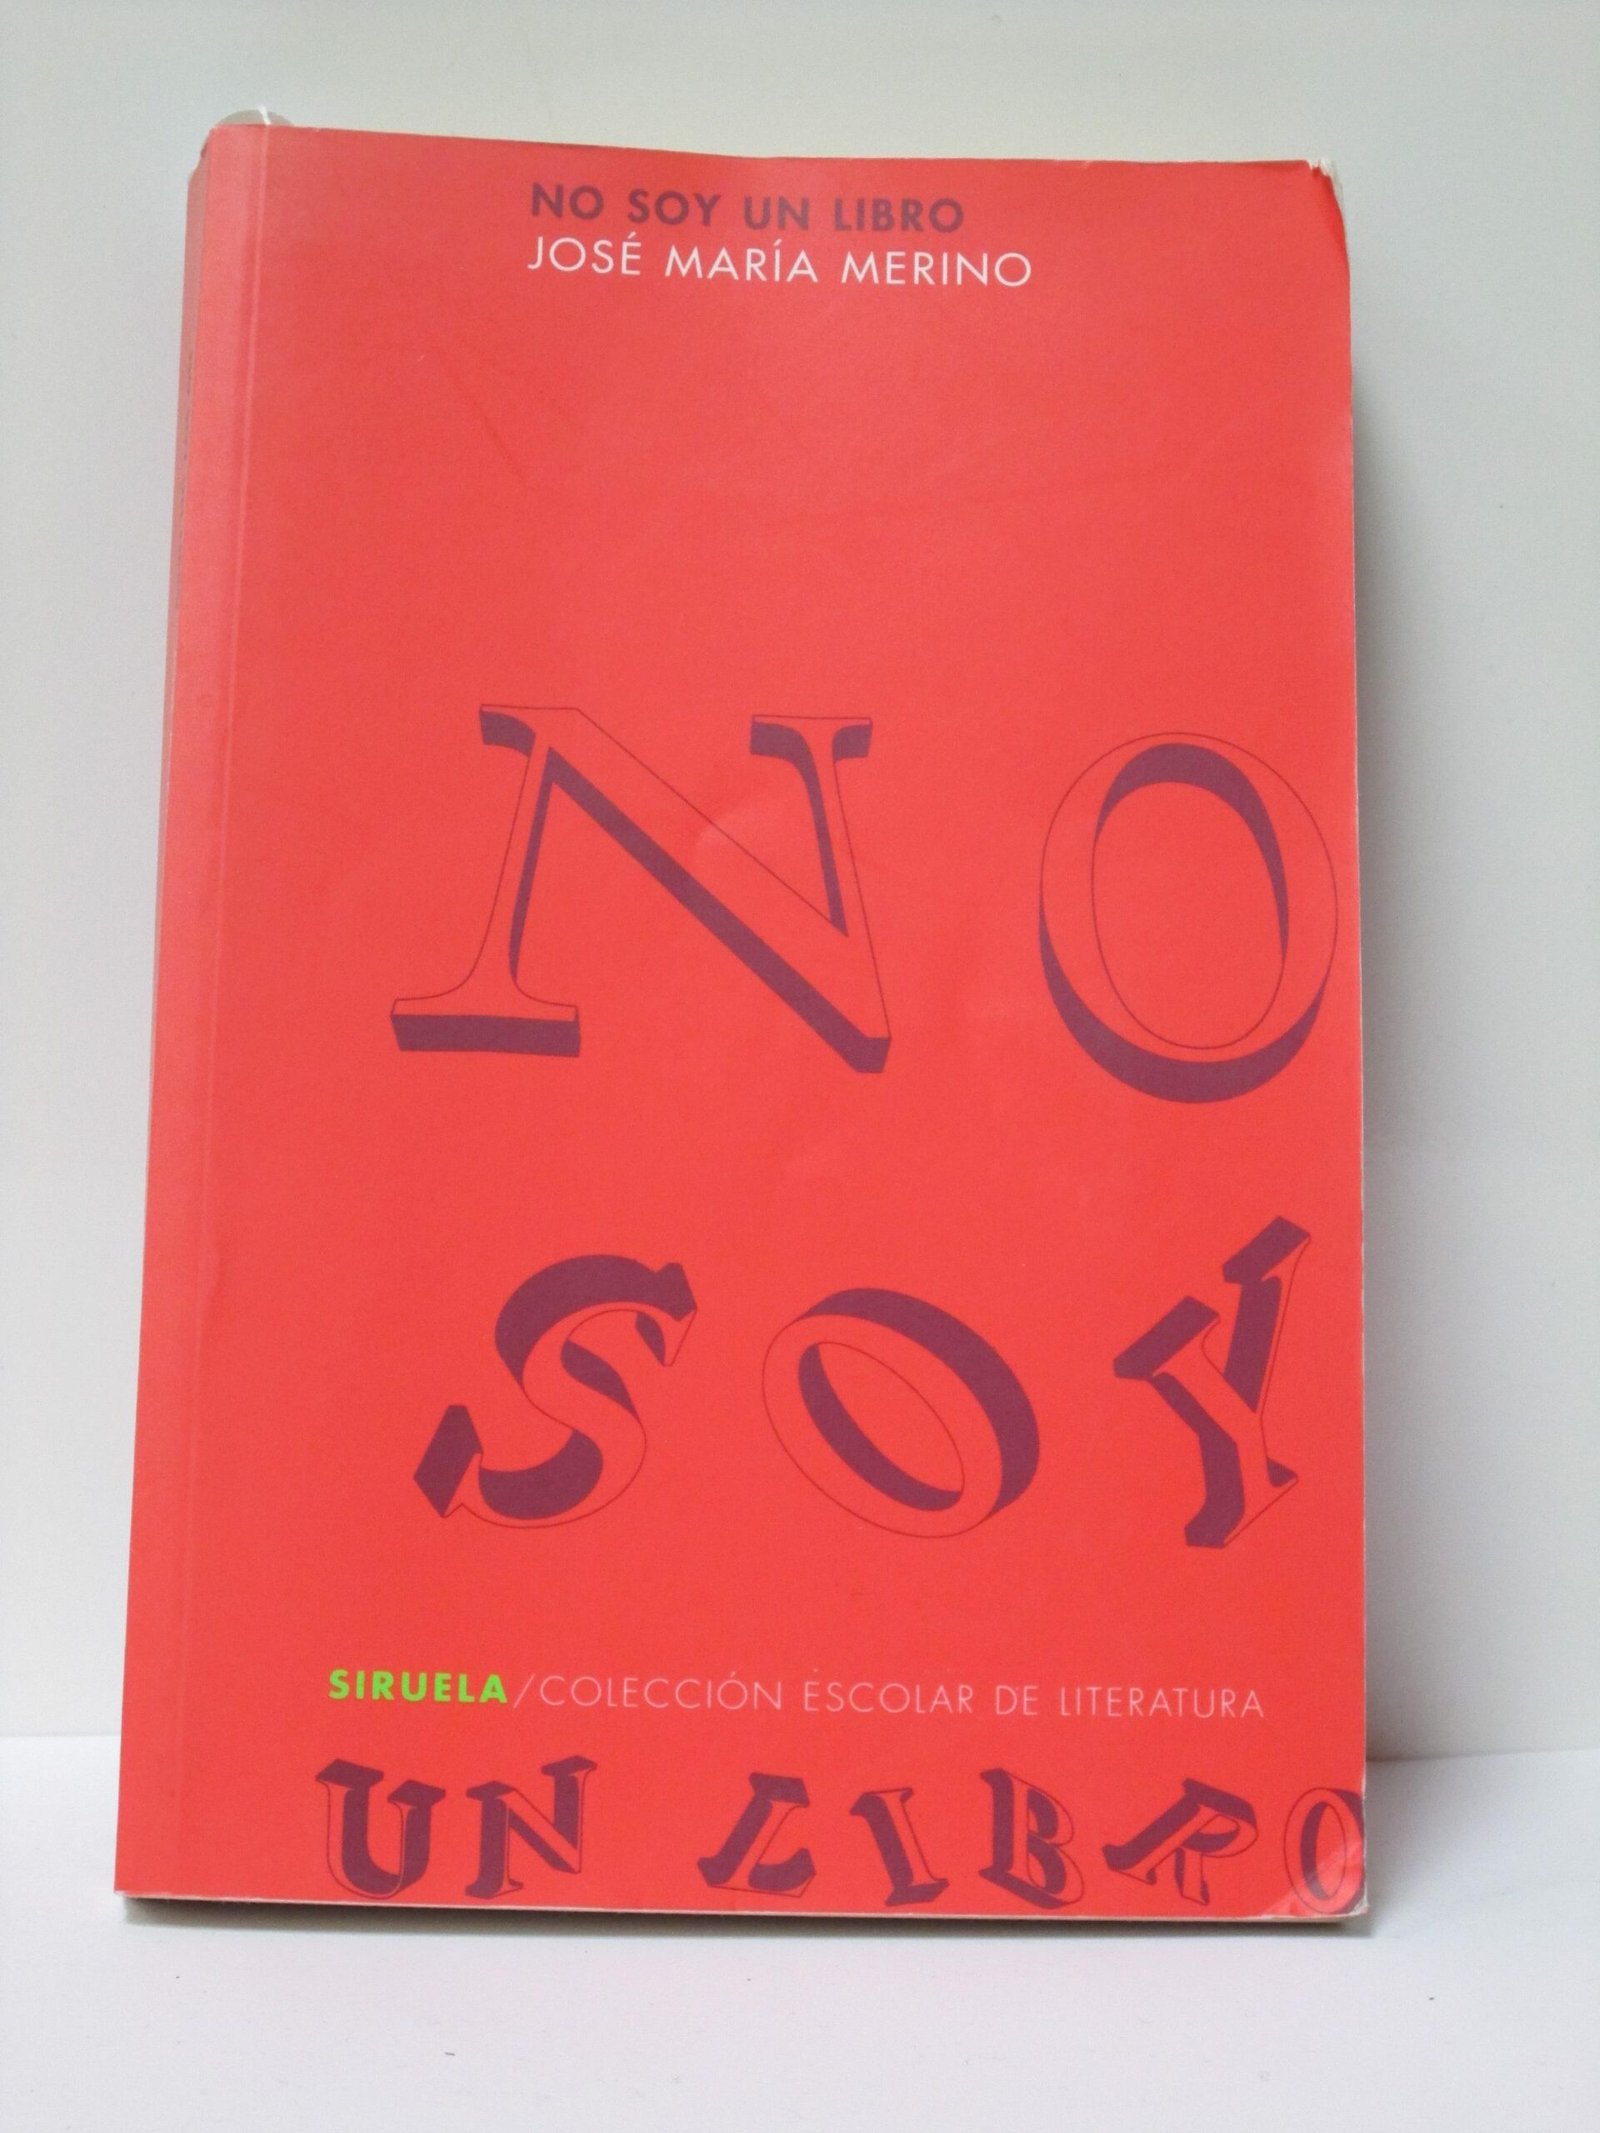 NO SOY UN LIBRO
JOSÉ MARÍA MERINO
NO
SOY
SIRUELA/COLECCIÓN ESCOLAR DE LITERATURA
UN LIBRO